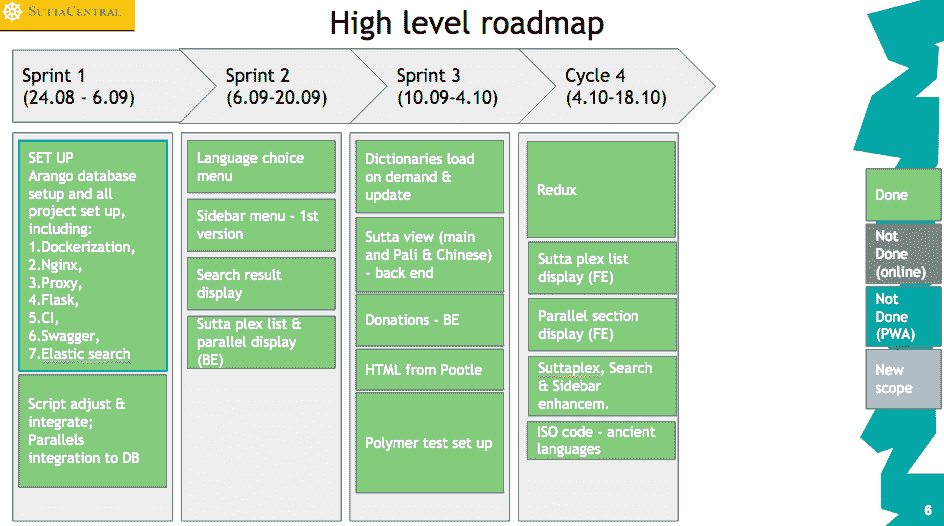 SUTTACENTRAL
High level roadmap
Sprint 1
(24.08 - 6.09)
Sprint 2
(6.09-20.09)
Sprint 3
(10.09-4.10)
Cycle 4
(4.10-18.10)
SET UP
Arango database
setup and all
project set up,
including:
1.Dockerization,
2.Nginx,
3.Proxy,
4.Flask,
5.CI,
6.Swagger,
7.Elastic search
Script adjust &
integrate;
Parallels
integration to DB
Language choice
menu
Sidebar menu - 1st
version
Search result
display
Sutta plex list &
parallel display
(BE)
Dictionaries load
on demand &
update
Sutta view (main
and Pali & Chinese)
- back end
Donations - BE
HTML from Pootle
Polymer test set up
Redux
Sutta plex list
display (FE)
Parallel section
display (FE)
Suttaplex, Search
& Sidebar
enhancem.
ISO code - ancient
languages
Done
Not
Done
(online)
Not
Done
(PWA)
New
scope
6